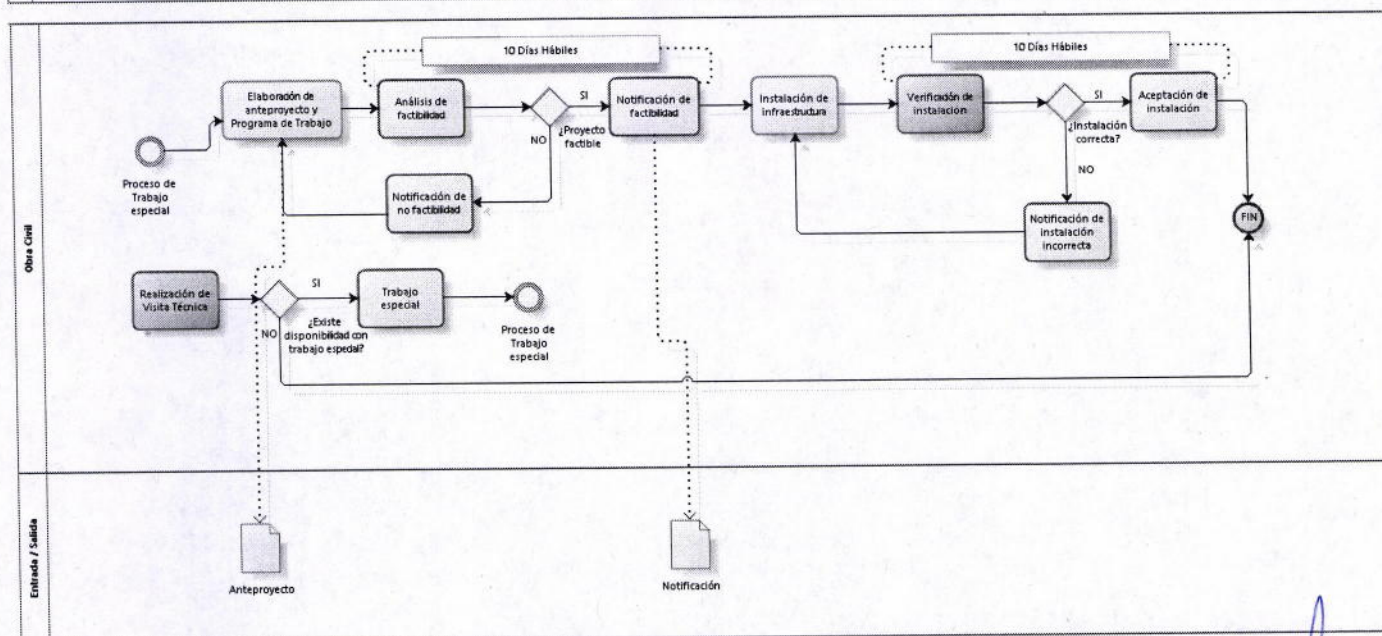 Obra Civil
10 Días Hábiles
10 Días Hábiles
Elaboración de
anteproyecto y
Programa de Trabajo
Análisis de
factibilidad
SI
NO
¿Proyecto
factible
Notificación de
factibilidad
Instalación de
infraestructura
Verificación de
instalación
SI
¿Instalación
correcta?
NO
Aceptación de
instalación
Proceso de
Trabajo
especial
Notificación de
no factibilidad
Notificación de
instalación
incorrecta
FIN
Realización de
Visita Técnica
SI
NO
¿Existe
disponibilidad con
trabajo especial?
Trabajo
especial
Proceso de
Trabajo
especial
Entrada / Salida
Anteproyecto
Notificación